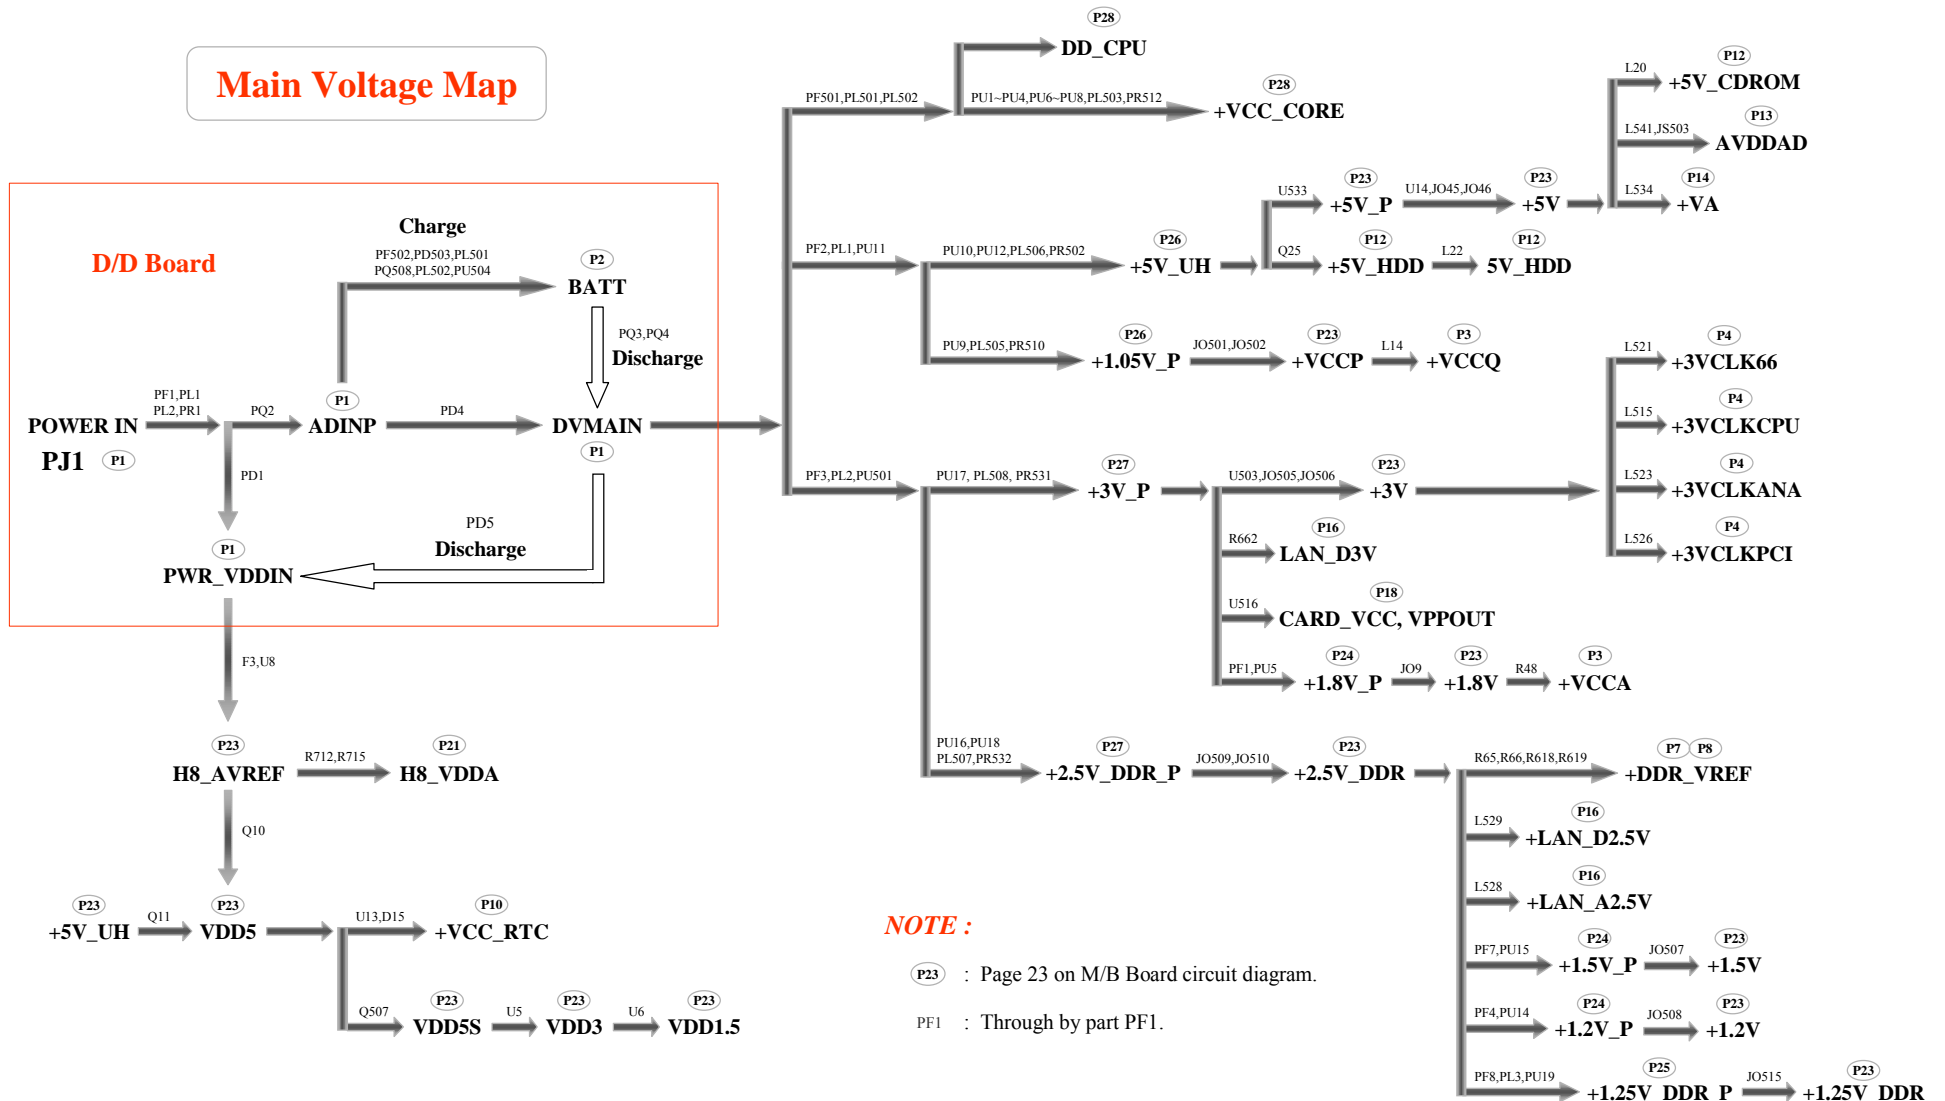 Main Voltage Map
D/D Board
Charge
PF502,PD503,PL501
PQ508,PL502,PU504
P2
BATT
PQ3,PQ4
Discharge
PF1,PL1
PL2,PR1
POWER IN
PJ1
P1
PQ2
P1
ADINP
PD4
DVMAIN
P1
PD1
PD5
Discharge
P1
PWR_VDDIN
F3,U8
P23
H8_AVREF
R712,R715
P21
H8_VDDA
Q10
P23
+5V_UH
Q11
P23
VDD5
U13,D15
P10
+VCC_RTC
Q507
P23
VDD5S
U5
P23
VDD3
U6
P23
VDD1.5
PF501,PL501,PL502
P28
DD_CPU
PU1~PU4,PU6~PU8,PL503,PR512
P28
+VCC_CORE
PF2,PL1,PU11
PU10,PU12,PL506,PR502
P26
+5V_UH
U533
P23
+5V_P
U14,JO45,JO46
P23
+5V
L20
P12
+5V_CDROM
L541,JS503
P13
AVDDAD
L534
P14
+VA
Q25
P12
+5V_HDD
L22
P12
5V_HDD
PU9,PL505,PR510
P26
+1.05V_P
JO501,JO502
P23
+VCCP
L14
P3
+VCCQ
PF3,PL2,PU501
PU17, PL508, PR531
P27
+3V_P
U503,JO505,JO506
P23
+3V
L521
P4
+3VCLK66
L515
P4
+3VCLKCPU
L523
P4
+3VCLKANA
L526
P4
+3VCLKPCI
R662
P16
LAN_D3V
U516
P18
CARD_VCC, VPPOUT
PF1,PU5
P24
+1.8V_P
JO9
P23
+1.8V
R48
P3
+VCCA
PU16,PU18
PL507,PR532
P27
+2.5V_DDR_P
JO509,JO510
P23
+2.5V_DDR
R65,R66,R618,R619
P7 P8
+DDR_VREF
L529
P16
+LAN_D2.5V
L528
P16
+LAN_A2.5V
PF7,PU15
P24
+1.5V_P
JO507
P23
+1.5V
PF4,PU14
P24
+1.2V_P
JO508
P23
+1.2V
PF8,PL3,PU19
P25
+1.25V_DDR_P
JO515
P23
+1.25V_DDR
NOTE :
P23 : Page 23 on M/B Board circuit diagram.
PF1 : Through by part PF1.